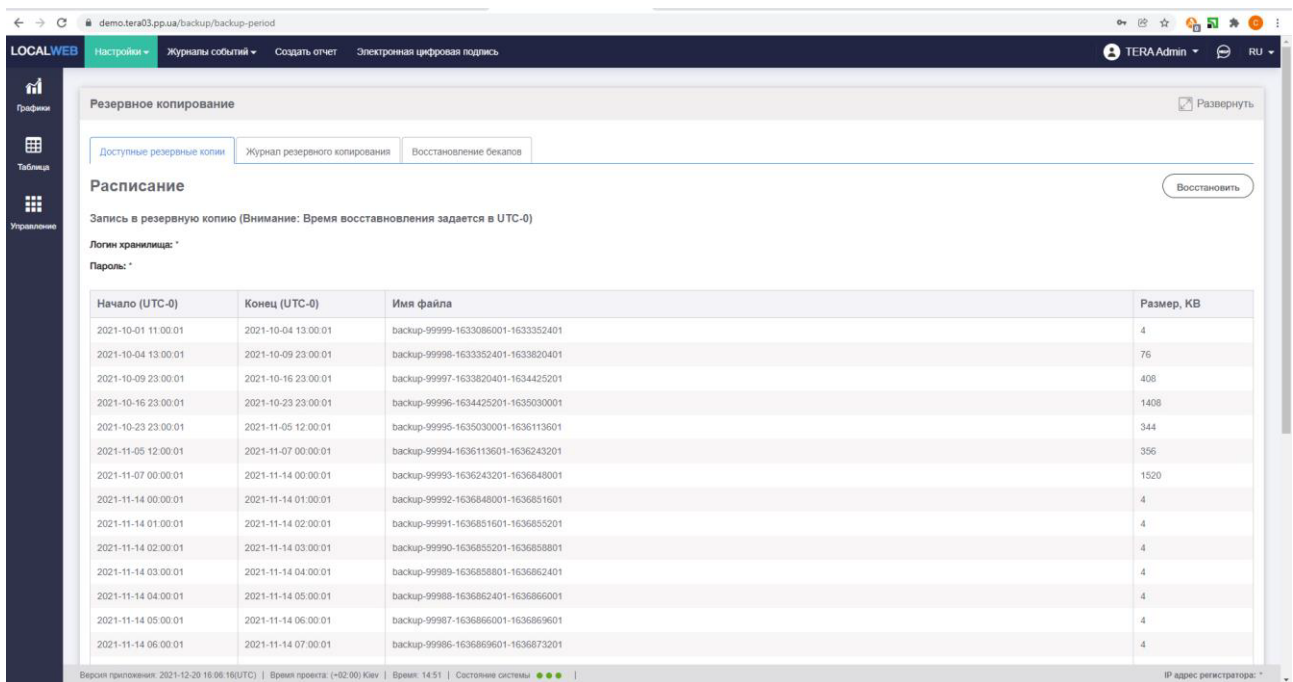 demo.tera03.pp.ua/backup/backup-period
LOCALWEB Настройки Журналы событий Создать отчет Электронная цифровая подпись TERAAdmin RU
Графики
Таблица
Управление
Резервное копирование Развернуть
Доступные резервные копии Журнал резервного копирования Восстановление бекапов
Расписание Восстановить
Запись в резервную копию (Внимание: Время восставновления задается в UTC-0)
Логин хранилища: *
Пароль: *
Начало (UTC-0) Конец (UTC-0) Имя файла Размер, KB
2021-10-01 11:00:01 2021-10-04 13:00:01 backup-99999-1633086001-1633352401 4
2021-10-04 13:00:01 2021-10-09 23:00:01 backup-99998-1633352401-1633820401 76
2021-10-09 23:00:01 2021-10-16 23:00:01 backup-99997-1633820401-1634425201 408
2021-10-16 23:00:01 2021-10-23 23:00:01 backup-99996-1634425201-1635030001 1408
2021-10-23 23:00:01 2021-11-05 12:00:01 backup-99995-1635030001-1636113601 344
2021-11-05 12:00:01 2021-11-07 00:00:01 backup-99994-1636113601-1636243201 356
2021-11-07 00:00:01 2021-11-14 00:00:01 backup-99993-1636243201-1636848001 1520
2021-11-14 00:00:01 2021-11-14 01:00:01 backup-99992-1636848001-1636851601 4
2021-11-14 01:00:01 2021-11-14 02:00:01 backup-99991-1636851601-1636855201 4
2021-11-14 02:00:01 2021-11-14 03:00:01 backup-99990-1636855201-1636858801 4
2021-11-14 03:00:01 2021-11-14 04:00:01 backup-99989-1636858801-1636862401 4
2021-11-14 04:00:01 2021-11-14 05:00:01 backup-99988-1636862401-1636866001 4
2021-11-14 05:00:01 2021-11-14 06:00:01 backup-99987-1636866001-1636869601 4
2021-11-14 06:00:01 2021-11-14 07:00:01 backup-99986-1636869601-1636873201 4
Версия приложения: 2021-12-20 16:06:16(UTC) | Время проекта: (+02:00) Kiev | Время: 14:51 | Состояние системы | IP адрес регистратора: *